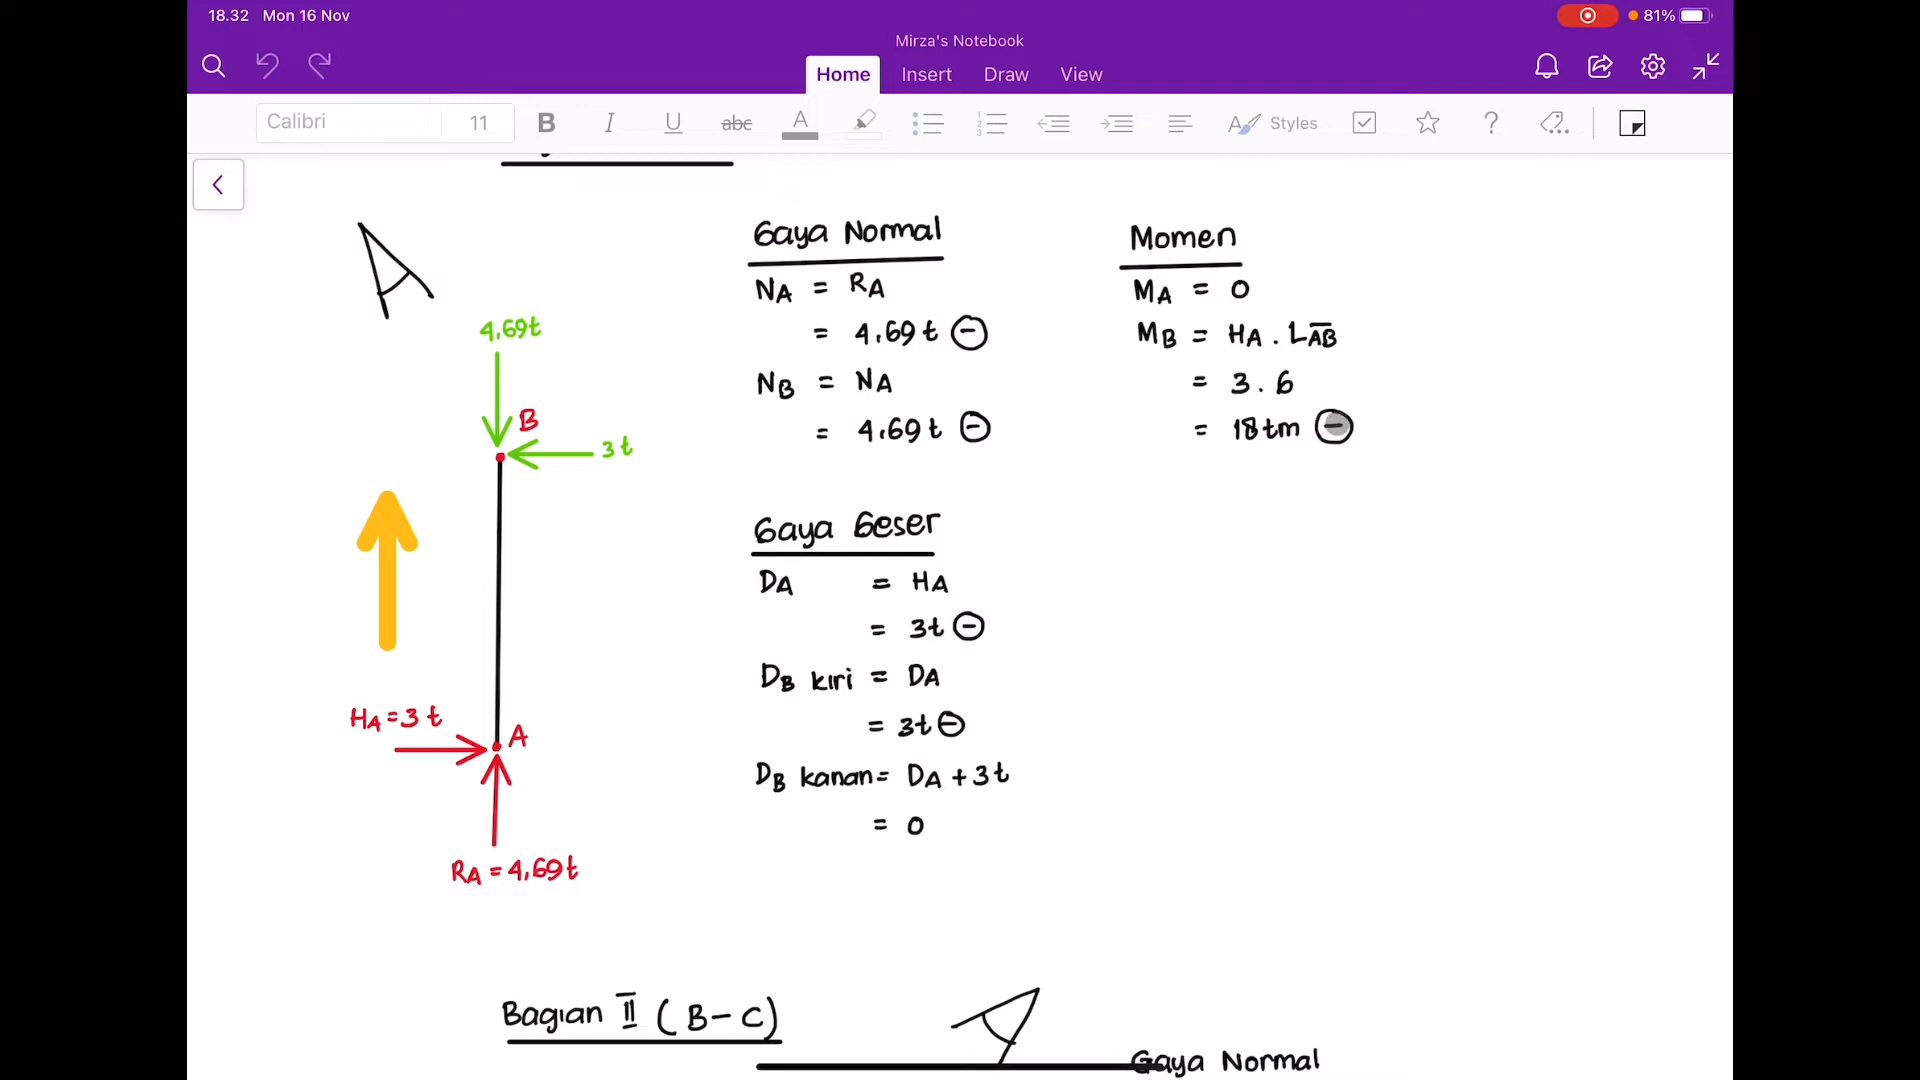 18.32 Mon 16 Nov
81%
Mirza's Notebook
Home Insert Draw View
Calibri 11 B I U abc A Styles
Gaya Normal
NA = RA
= 4.69 t ⊖
NB = NA
= 4.69 t ⊖
Momen
MA = 0
MB = HA . LAB
= 3 . 6
= 18 tm ⊖
4.69t
B
3 t
HA = 3 t
A
RA = 4,69t
Gaya Geser
DA = HA
= 3t ⊖
DB kiri = DA
= 3t ⊖
DB kanan = DA + 3 t
= 0
Bagian II (B-C)
Gaya Normal